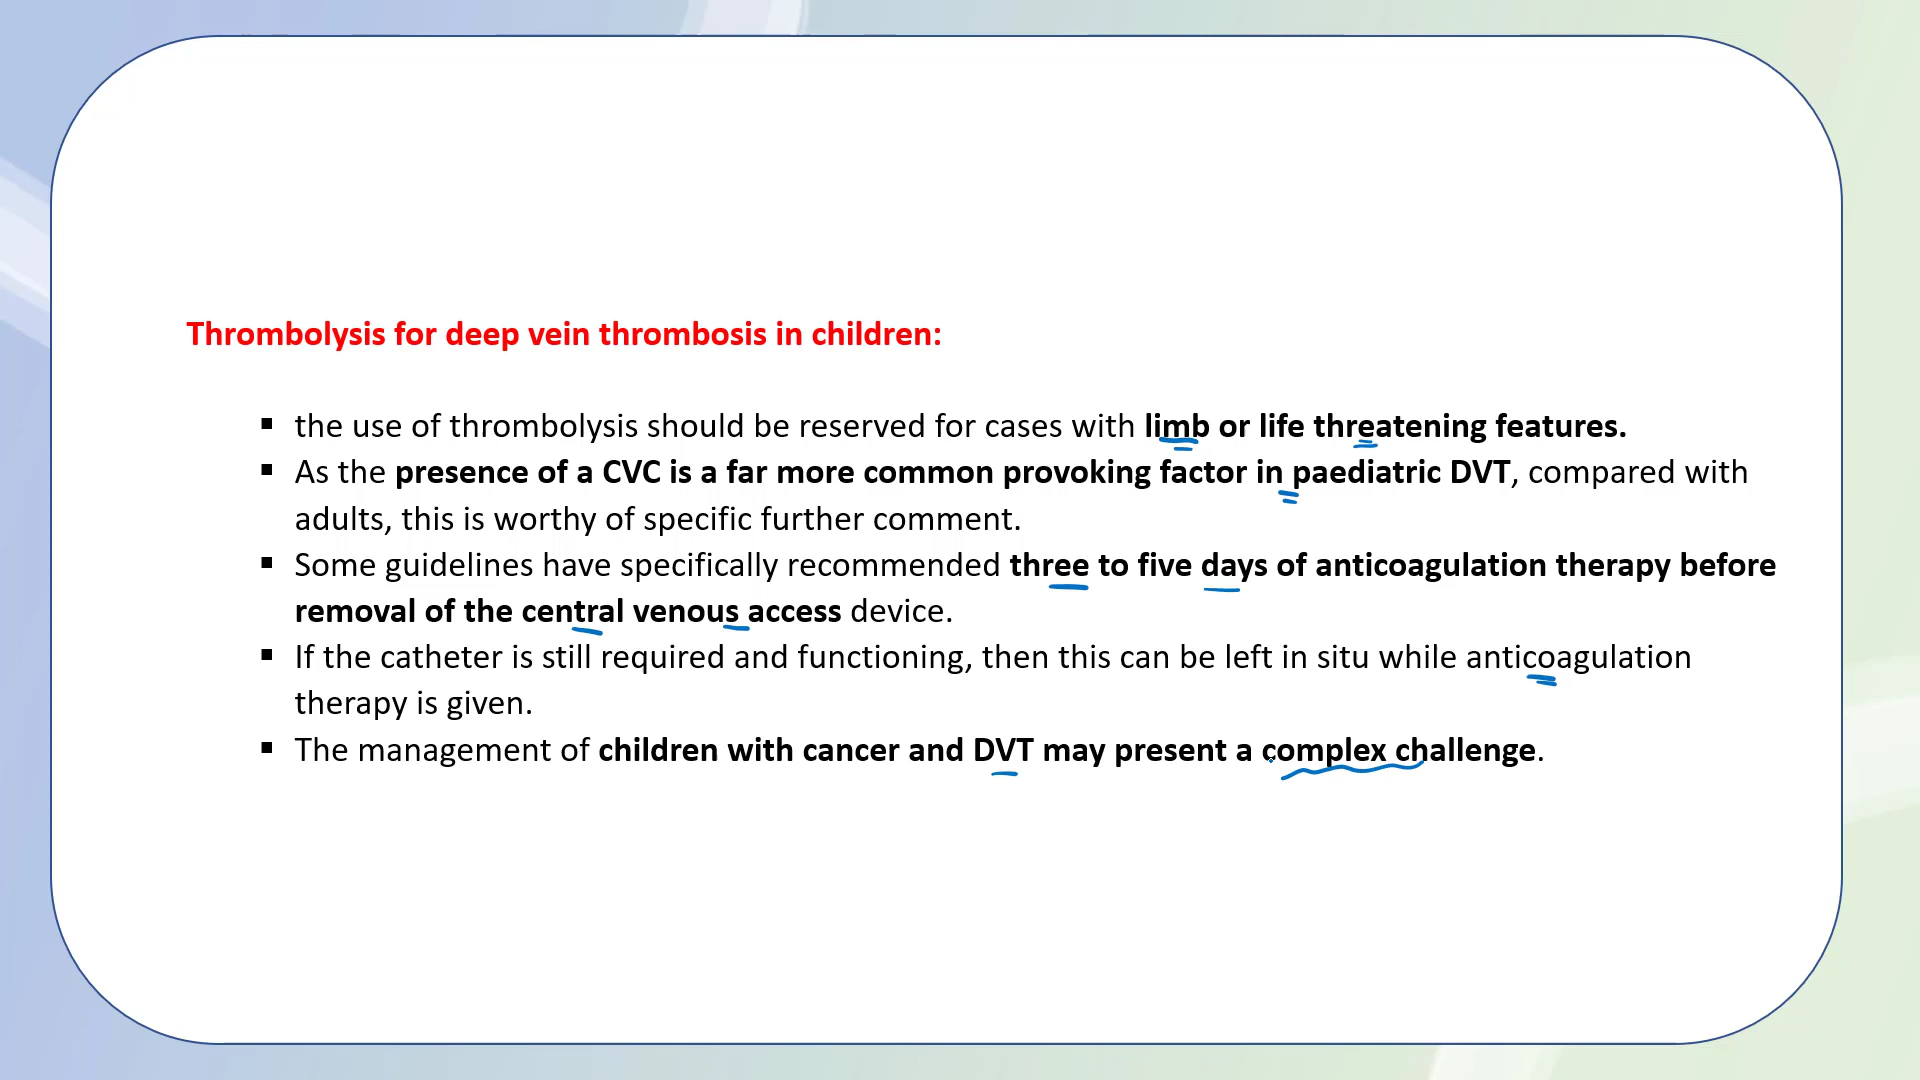 Thrombolysis for deep vein thrombosis in children:
▪ the use of thrombolysis should be reserved for cases with limb or life threatening features.
▪ As the presence of a CVC is a far more common provoking factor in paediatric DVT, compared with
adults, this is worthy of specific further comment.
▪ Some guidelines have specifically recommended three to five days of anticoagulation therapy before
removal of the central venous access device.
▪ If the catheter is still required and functioning, then this can be left in situ while anticoagulation
therapy is given.
▪ The management of children with cancer and DVT may present a complex challenge.